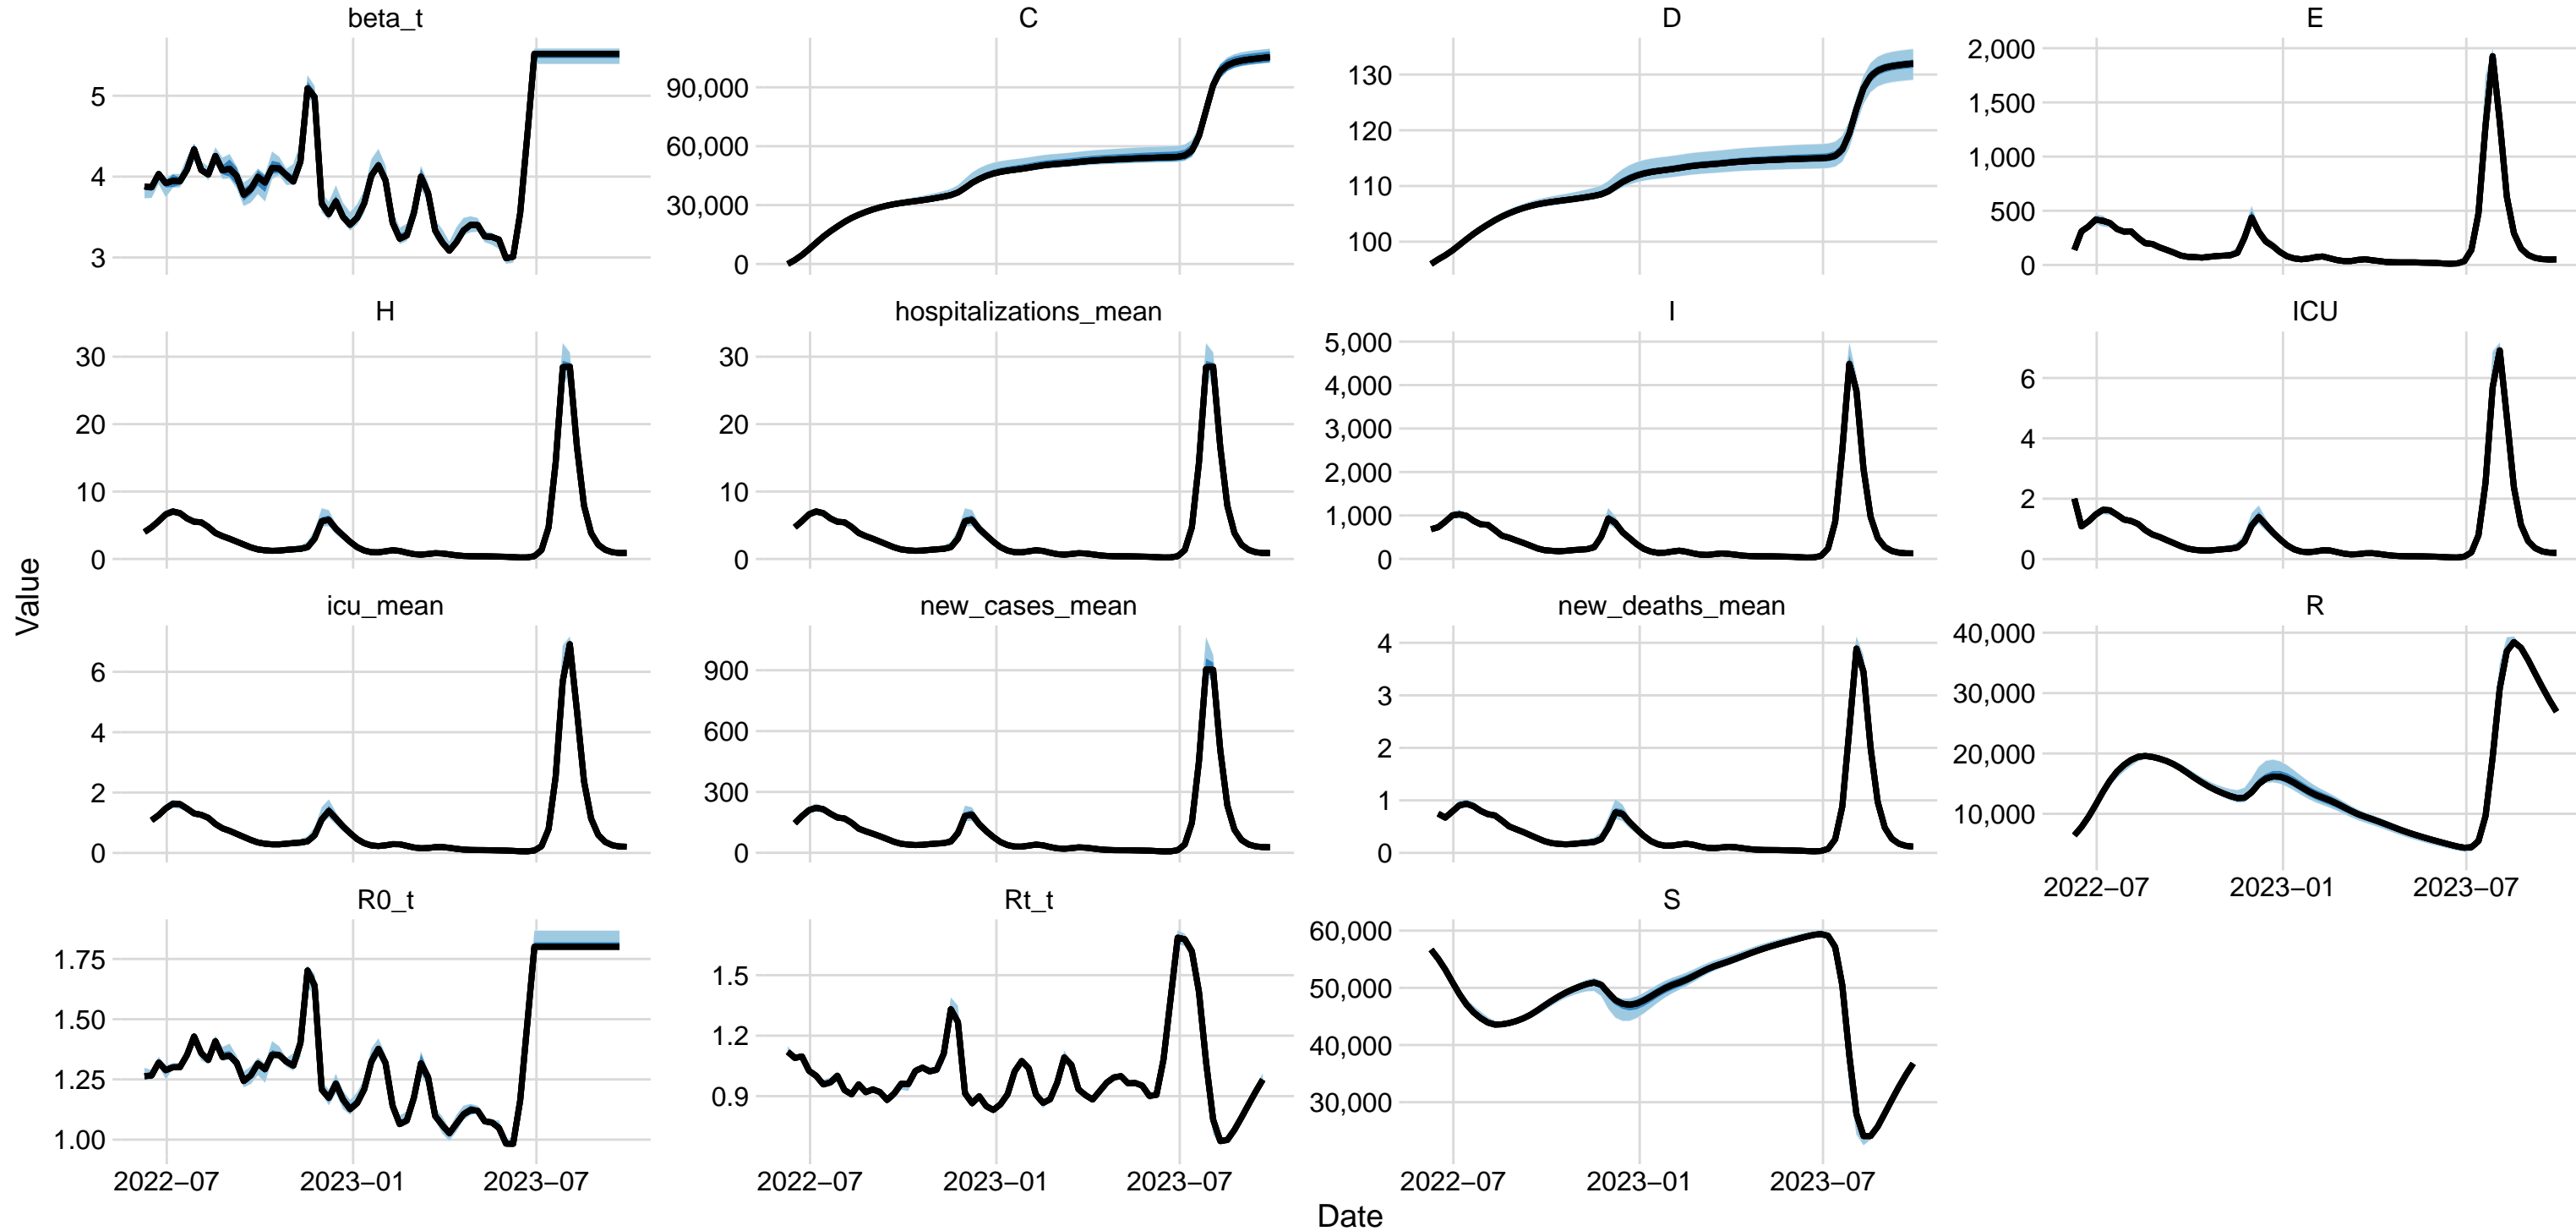 beta_t
C
D
E
5
4
3
90,000
60,000
30,000
0
130
120
110
100
2,000
1,500
1,000
500
0
H
hospitalizations_mean
I
ICU
30
20
10
0
30
20
10
0
5,000
4,000
3,000
2,000
1,000
0
6
4
2
0
Value
icu_mean
new_cases_mean
new_deaths_mean
R
6
4
2
0
900
600
300
0
4
3
2
1
0
40,000
30,000
20,000
10,000
2022−07 2023−01 2023−07
R0_t
Rt_t
S
1.75
1.50
1.25
1.00
1.5
1.2
0.9
60,000
50,000
40,000
30,000
2022−07 2023−01 2023−07
2022−07 2023−01 2023−07
2022−07 2023−01 2023−07
Date